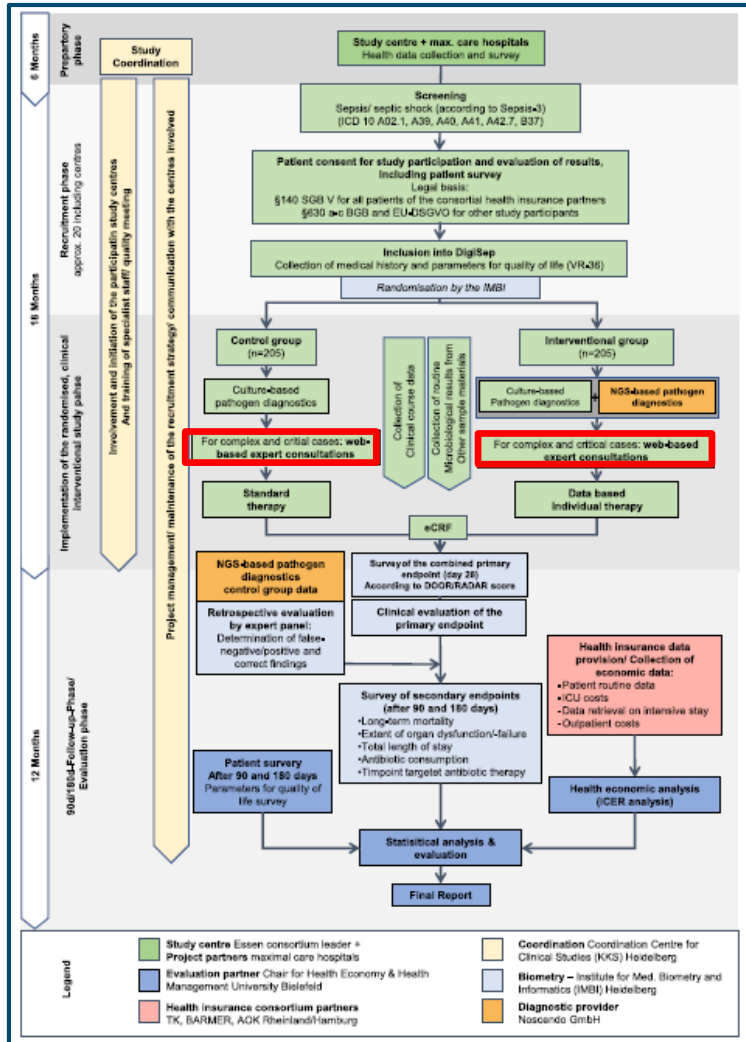 6 Months
Prepartory
phase
Study
Coordination
Study centre + max. care hospitals
Health data collection and survey
18 Months
Recruitment phase
approx. 20 including centres
Involvement and initiation of the participatin study centres
And training of specialist staff/ quality meeting
Project management/ maintenance of the recruitment strategy/ communication with the centres involved
Screening
Sepsis/ septic shock (according to Sepsis-3)
(ICD 10 A02.1, A39, A40, A41, A42.7, B37)
Patient consent for study participation and evaluation of results,
including patient survey
Legal basis:
§140 SGB V for all patients of the consortial health insurance partners
§630 a-c BGB and EU-DSGVO for other study participants
Inclusion into DigiSep
Collection of medical history and parameters for quality of life (VR-36)
Randomisation by the IMBI
Implementation of the randomised, clinical
interventional study pahse
Control group
(n=205)
Culture-based
pathogen diagnostics
For complex and critial cases: web-
based expert consultations
Standard
therapy
Collection of
Clinical course data
Collection of routine
Microbiological results from
Other sample materials
Interventional group
(n=205)
Culture-based
Pathogen diagnostics
+
NGS-based pathogen
diagnostics
For complex and critical cases: web-based
expert consultations
Data based
Individual therapy
eCRF
12 Months
90d/180d-Follow-up-Phase/
Evaluation phase
NGS-based pathogen
diagnostics
control group data
Retrospective evaluation
by expert panel:
Determination of false-
negative/positive and
correct findings
Survey of the combined primary
endpoint (day 28)
According to DOOR/RADAR score
Clinical evaluation of the
primary endpoint
Health insurance data
provision/ Collection of
economic data:
-Patient routine data
-ICU costs
-Data retrieval on intensive stay
-Outpatient costs
Survey of secondary endpoints
(after 90 and 180 days)
•Long-term mortality
•Extent of organ dysfunction/-failure
•Total length of stay
•Antibiotic consumption
•Timpoint targetet antibiotic therapy
Patient survery
After 90 and 180 days
Parameters for quality of
life survey
Health economic analysis
(ICER analysis)
Statisitical analysis &
evaluation
Final Report
Legend
Study centre Essen consortium leader +
Project partners maximal care hospitals
Evaluation partner Chair for Health Economy & Health
Management University Bielefeld
Health insurance consortium partners
TK, BARMER, AOK Rheinland/Hamburg
Coordination Coordination Centre for
Clinical Studies (KKS) Heidelberg
Biometry – Institute for Med. Biometry and
Informatics (IMBI) Heidelberg
Diagnostic provider
Noscendo GmbH